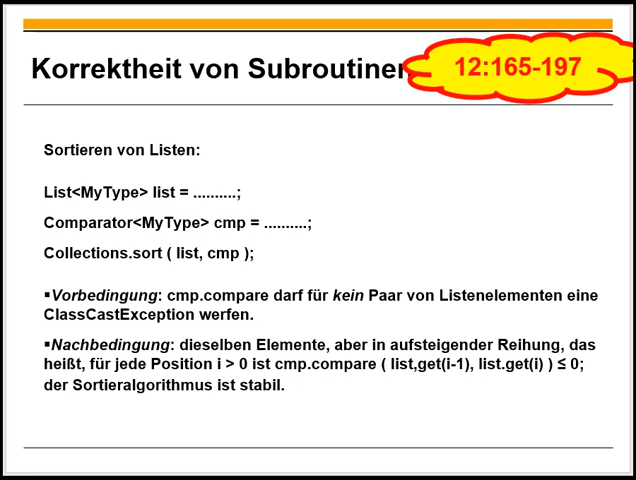 Korrektheit von Subroutinen
12:165-197
Sortieren von Listen:
List<MyType> list = ..........;
Comparator<MyType> cmp = ..........;
Collections.sort ( list, cmp );
▪Vorbedingung: cmp.compare darf für kein Paar von Listenelementen eine
ClassCastException werfen.
▪Nachbedingung: dieselben Elemente, aber in aufsteigender Reihung, das
heißt, für jede Position i > 0 ist cmp.compare ( list,get(i-1), list.get(i) ) ≤ 0;
der Sortieralgorithmus ist stabil.